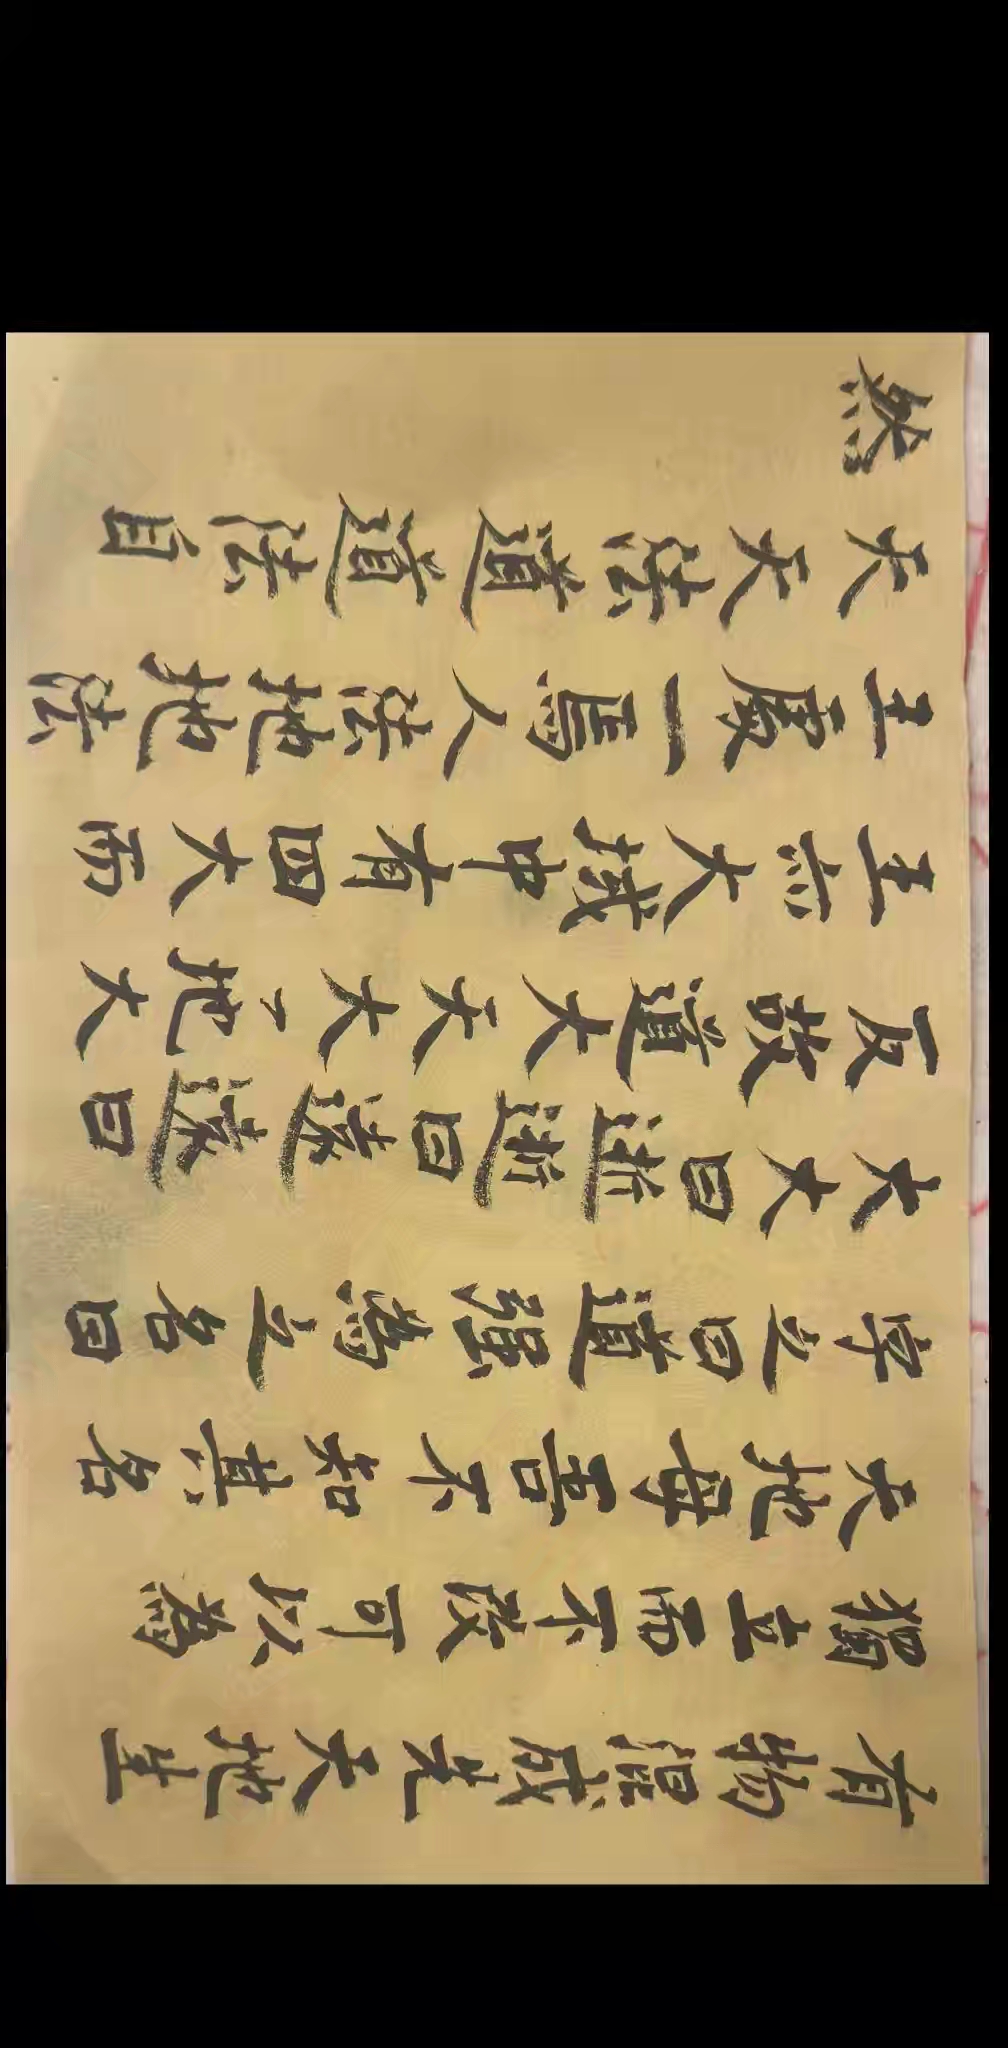 有物混成先天地生
獨立而不改可以為
天地母吾不知其名
字之曰道強為之名曰
大大曰逝逝曰遠遠曰
反故道大天大地大
王亦大域中有四大而
王處一焉人法地地法
天天法道道法自
然